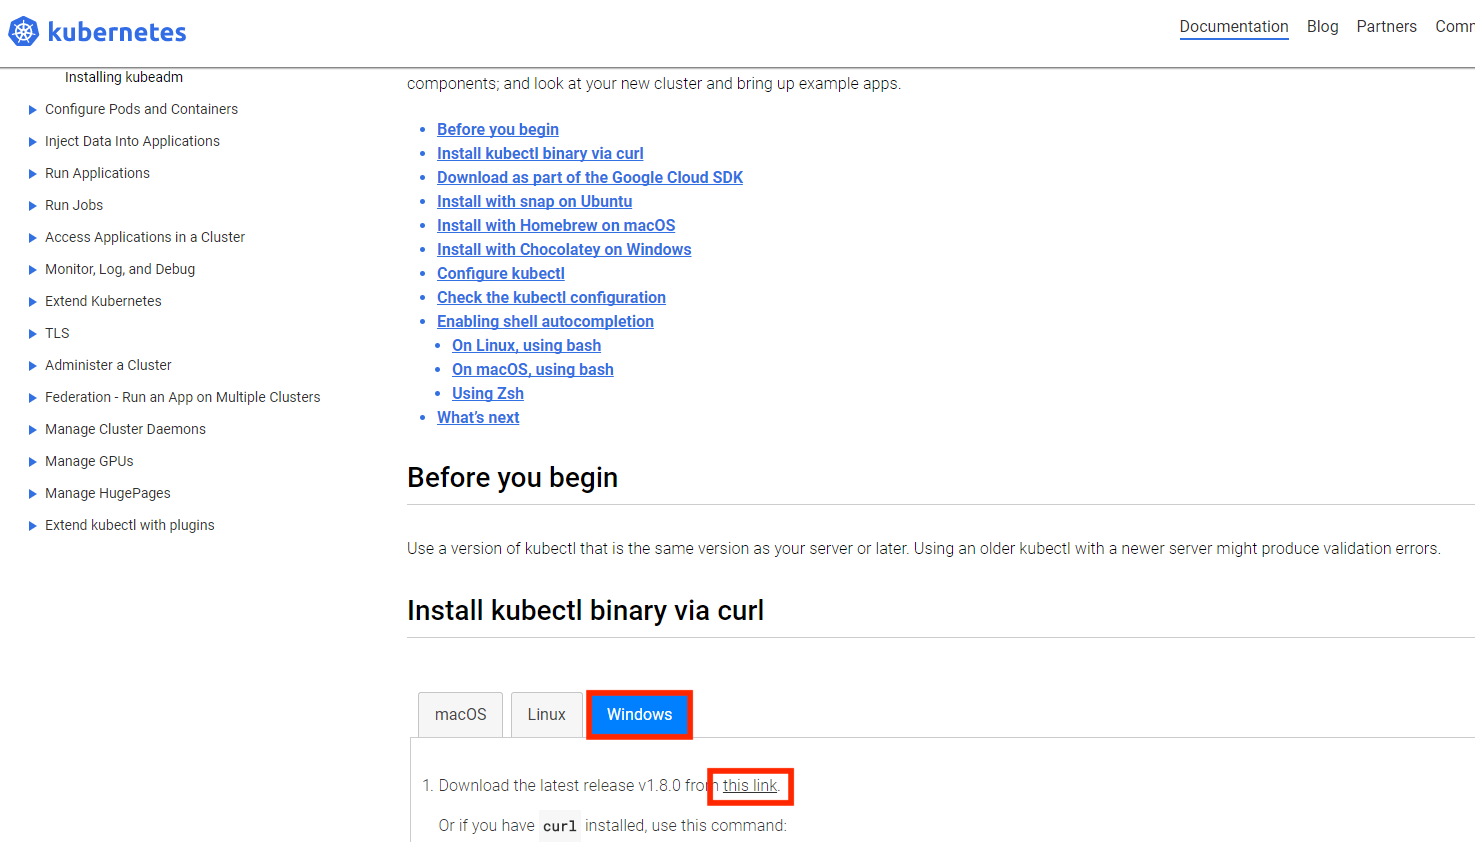 kubernetes
Documentation Blog Partners Comm
Installing kubeadm
Configure Pods and Containers
Inject Data Into Applications
Run Applications
Run Jobs
Access Applications in a Cluster
Monitor, Log, and Debug
Extend Kubernetes
TLS
Administer a Cluster
Federation - Run an App on Multiple Clusters
Manage Cluster Daemons
Manage GPUs
Manage HugePages
Extend kubectl with plugins
components; and look at your new cluster and bring up example apps.
Before you begin
Install kubectl binary via curl
Download as part of the Google Cloud SDK
Install with snap on Ubuntu
Install with Homebrew on macOS
Install with Chocolatey on Windows
Configure kubectl
Check the kubectl configuration
Enabling shell autocompletion
On Linux, using bash
On macOS, using bash
Using Zsh
What's next
Before you begin
Use a version of kubectl that is the same version as your server or later. Using an older kubectl with a newer server might produce validation errors.
Install kubectl binary via curl
macOS Linux Windows
1. Download the latest release v1.8.0 from this link.
Or if you have curl installed, use this command: